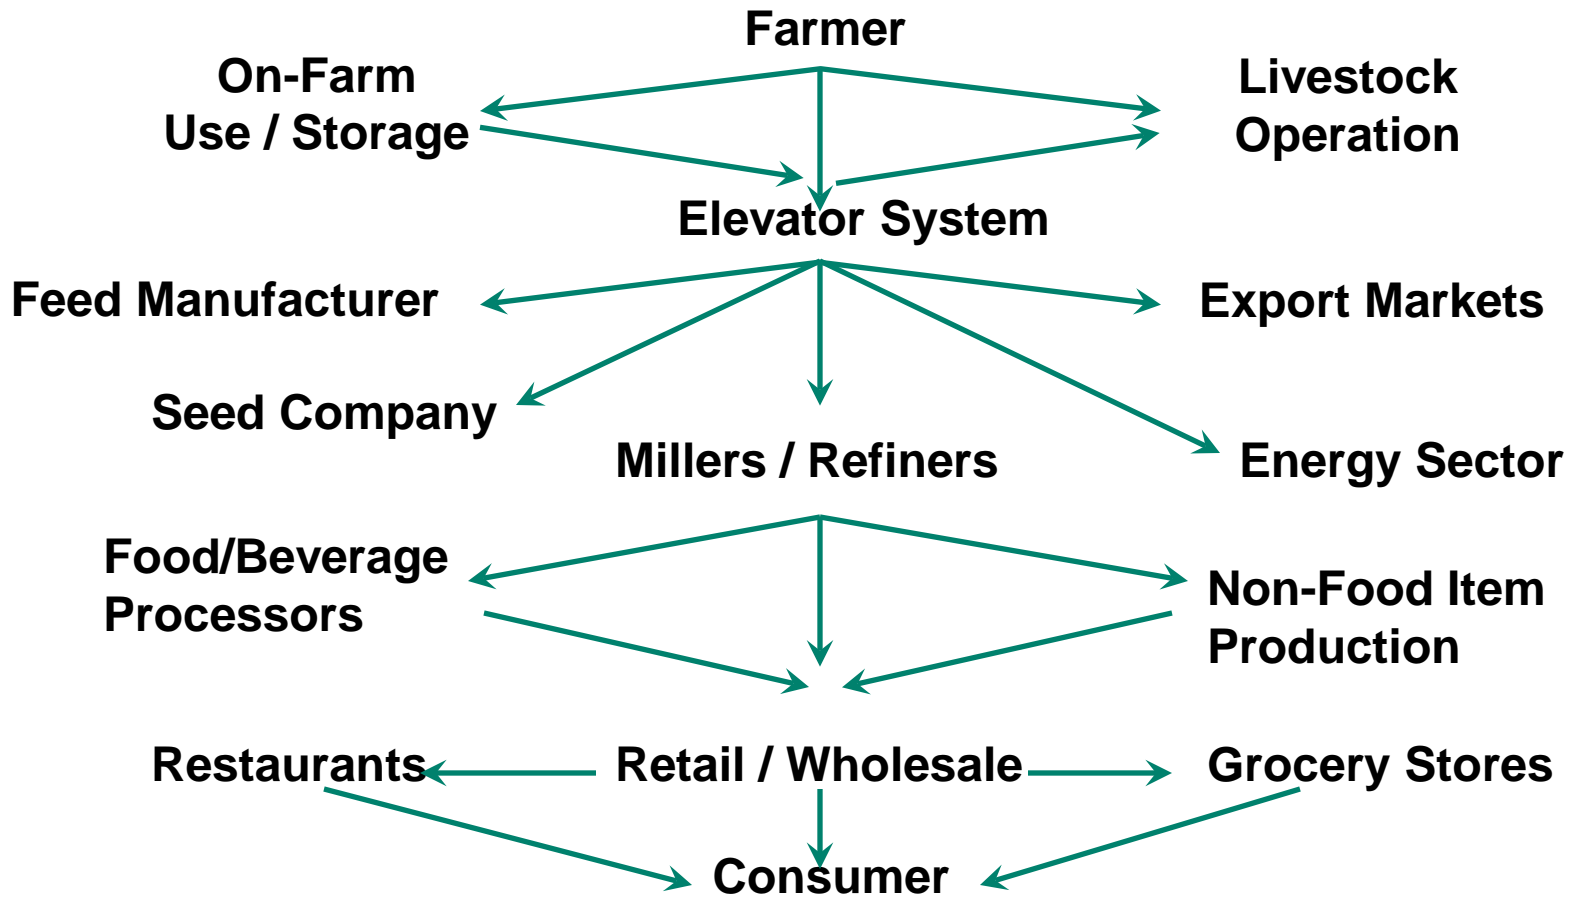 Farmer
On-Farm
Use / Storage
Livestock
Operation
Elevator System
Feed Manufacturer
Export Markets
Seed Company
Millers / Refiners
Energy Sector
Food/Beverage
Processors
Non-Food Item
Production
Restaurants
Retail / Wholesale
Grocery Stores
Consumer